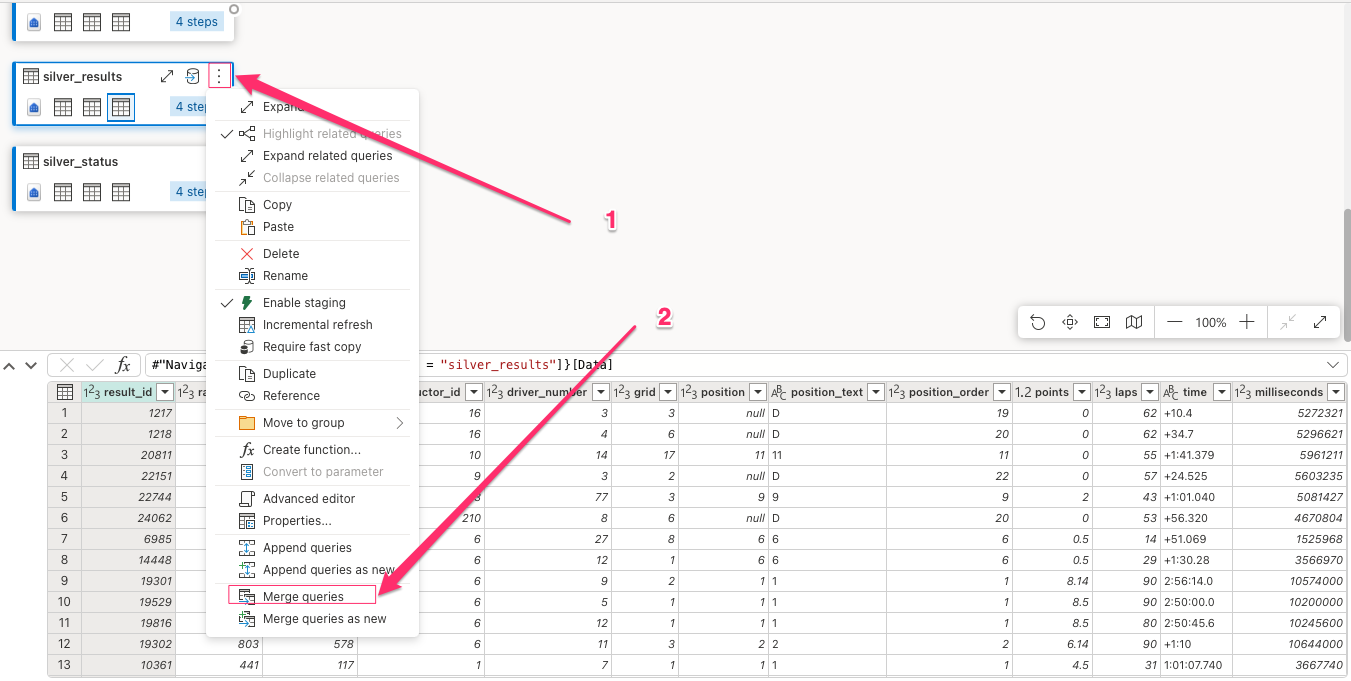 4 steps
silver_results
4 step
silver_status
4 step
Expand
Highlight related queries
Expand related queries
Collapse related queries
Copy
Paste
Delete
Rename
Enable staging
Incremental refresh
Require fast copy
Duplicate
Reference
Move to group
Create function...
Convert to parameter
Advanced editor
Properties...
Append queries
Append queries as new
Merge queries
Merge queries as new
1
2
100%
fx #"Naviga = "silver_results"]}[Data]
123 result_id 123 ra uctor_id 123 driver_number 123 grid 123 position ABC position_text 123 position_order 1.2 points 123 laps ABC time 123 milliseconds
1 1217 16 3 3 null D 19 0 62 +10.4 5272321
2 1218 16 4 6 null D 20 0 62 +34.7 5296621
3 20811 10 14 17 11 11 11 0 55 +1:41.379 5961211
4 22151 9 3 2 null D 22 0 57 +24.525 5603235
5 22744 77 3 9 9 9 2 43 +1:01.040 5081427
6 24062 210 8 6 null D 20 0 53 +56.320 4670804
7 6985 6 27 8 6 6 6 0.5 14 +51.069 1525968
8 14448 6 12 1 6 6 6 0.5 29 +1:30.28 3566970
9 19301 6 9 2 1 1 1 8.14 90 2:56:14.0 10574000
10 19529 6 5 1 1 1 1 8.5 90 2:50:00.0 10200000
11 19816 6 12 1 1 1 1 8.5 80 2:50:45.6 10245600
12 19302 803 578 6 11 3 2 2 2 6.14 90 +1:10 10644000
13 10361 441 117 1 7 1 1 1 1 4.5 31 1:01:07.740 3667740